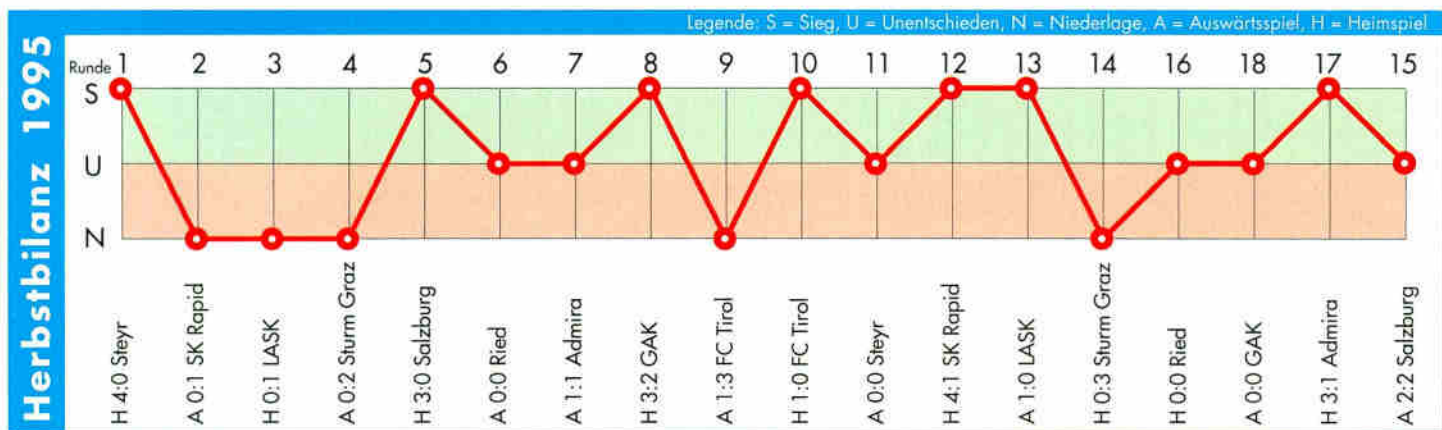 Herbstbilanz 1995
Legende: S = Sieg, U = Unentschieden, N = Niederlage, A = Auswärtsspiel, H = Heimspiel
Runde 1 2 3 4 5 6 7 8 9 10 11 12 13 14 16 18 17 15
S
U
N
H 4:0 Steyr
A 0:1 SK Rapid
H 0:1 LASK
A 0:2 Sturm Graz
H 3:0 Salzburg
A 0:0 Ried
A 1:1 Admira
H 3:2 GAK
A 1:3 FC Tirol
H 1:0 FC Tirol
A 0:0 Steyr
H 4:1 SK Rapid
A 1:0 LASK
H 0:3 Sturm Graz
H 0:0 Ried
A 0:0 GAK
H 3:1 Admira
A 2:2 Salzburg